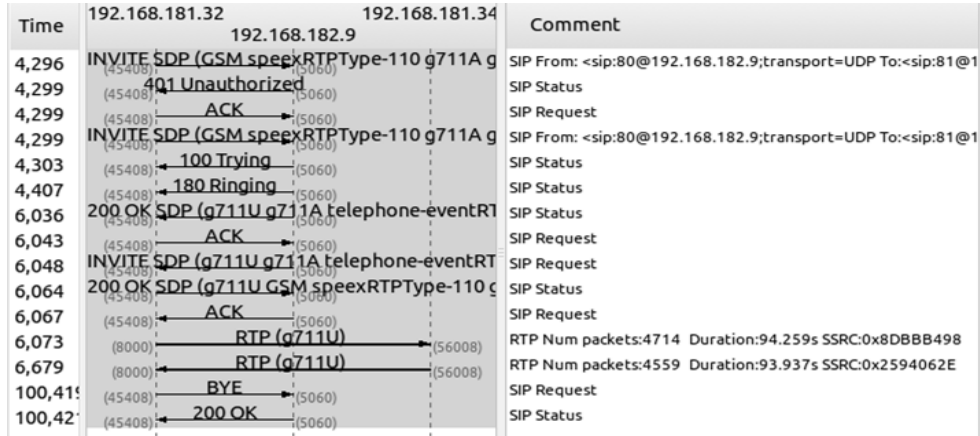 Time 192.168.181.32 192.168.181.34 Comment
192.168.182.9
4,296 INVITE SDP (GSM speexRTPType-110 g711A g SIP From: <sip:80@192.168.182.9;transport=UDP To:<sip:81@1
(45408) (5060)
4,299 401 Unauthorized SIP Status
(45408) (5060)
4,299 ACK SIP Request
(45408) (5060)
4,299 INVITE SDP (GSM speexRTPType-110 g711A g SIP From: <sip:80@192.168.182.9;transport=UDP To:<sip:81@1
(45408) (5060)
4,303 100 Trying SIP Status
(45408) (5060)
4,407 180 Ringing SIP Status
(45408) (5060)
6,036 200 OK SDP (g711U g711A telephone-eventRT SIP Status
(45408) (5060)
6,043 ACK SIP Request
(45408) (5060)
6,048 INVITE SDP (g711U g711A telephone-eventRT SIP Request
(45408) (5060)
6,064 200 OK SDP (g711U GSM speexRTPType-110 g SIP Status
(45408) (5060)
6,067 ACK SIP Request
(45408) (5060)
6,073 RTP (g711U) RTP Num packets:4714 Duration:94.259s SSRC:0x8DBBB498
(8000) (56008)
6,679 RTP (g711U) RTP Num packets:4559 Duration:93.937s SSRC:0x2594062E
(8000) (56008)
100,419 BYE SIP Request
(45408) (5060)
100,42 200 OK SIP Status
(45408) (5060)